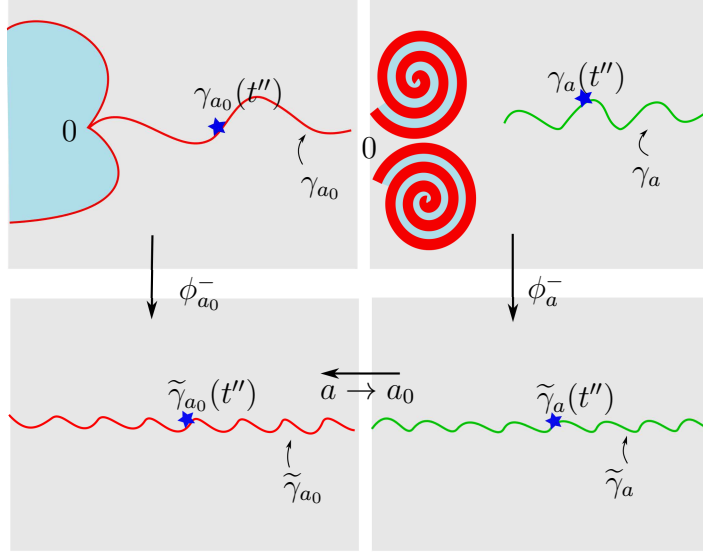 γ_{a_0}(t'')
0
γ_{a_0}
γ_a(t'')
0
γ_a
ϕ^-_{a_0}
ϕ^-_a
a → a_0
γ̃_{a_0}(t'')
γ̃_{a_0}
γ̃_a(t'')
γ̃_a